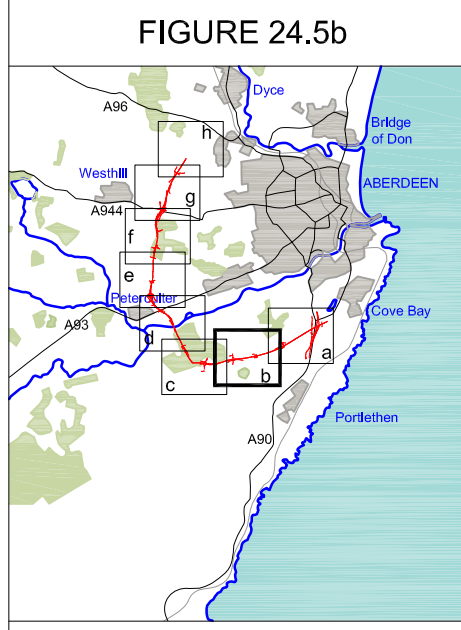 FIGURE 24.5b
Dyce
A96
Bridge
of Don
h
Westhill
g
ABERDEEN
A944
f
e
Peterculter
Cove Bay
A93
d
a
b
c
Portlethen
A90